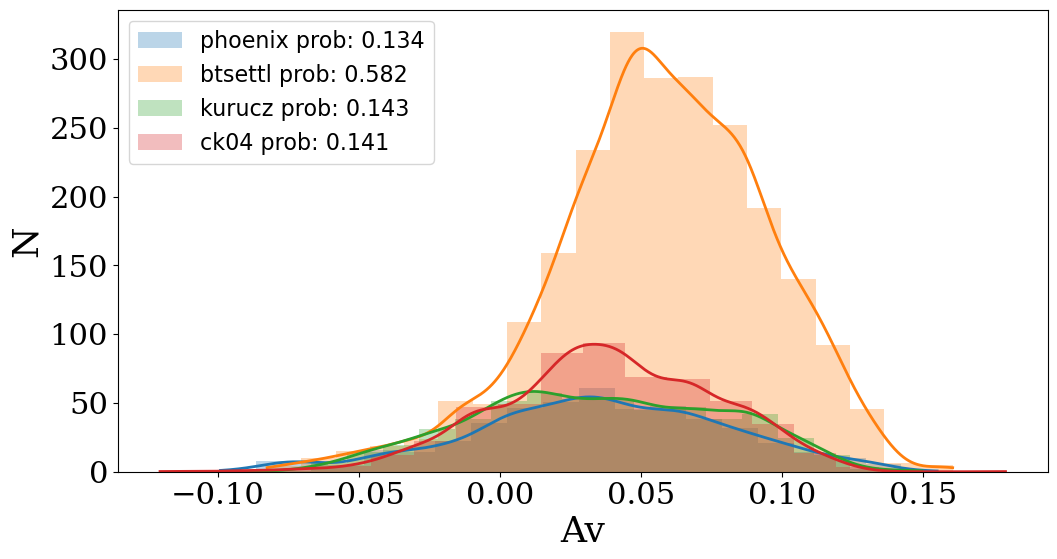 phoenix prob: 0.134
btsettl prob: 0.582
kurucz prob: 0.143
ck04 prob: 0.141
N
300
250
200
150
100
50
0
−0.10 −0.05 0.00 0.05 0.10 0.15
Av